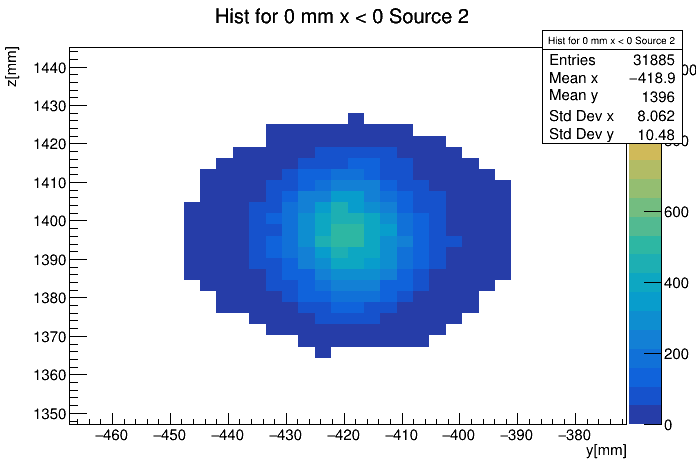 Hist for 0 mm x < 0 Source 2
Hist for 0 mm x < 0 Source 2
Entries 31885
Mean x −418.9
Mean y 1396
Std Dev x 8.062
Std Dev y 10.48
z[mm]
1440
1430
1420
1410
1400
1390
1380
1370
1360
1350
600
400
200
0
−460 −450 −440 −430 −420 −410 −400 −390 −380
y[mm]